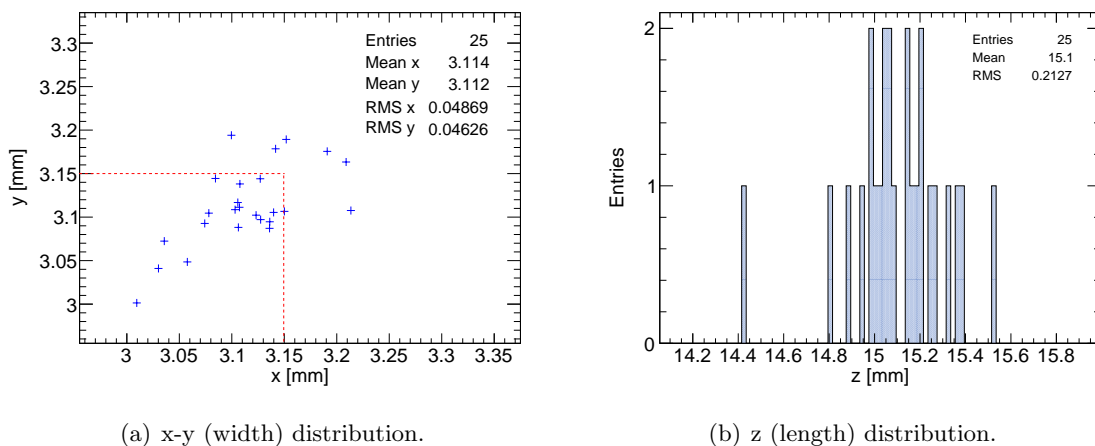 Entries 25
Mean x 3.114
Mean y 3.112
RMS x 0.04869
RMS y 0.04626
3.3
3.25
3.2
3.15
3.1
3.05
3
y [mm]
3 3.05 3.1 3.15 3.2 3.25 3.3 3.35
x [mm]
(a) x-y (width) distribution.
Entries 25
Mean 15.1
RMS 0.2127
2
1
0
Entries
14.2 14.4 14.6 14.8 15 15.2 15.4 15.6 15.8
z [mm]
(b) z (length) distribution.